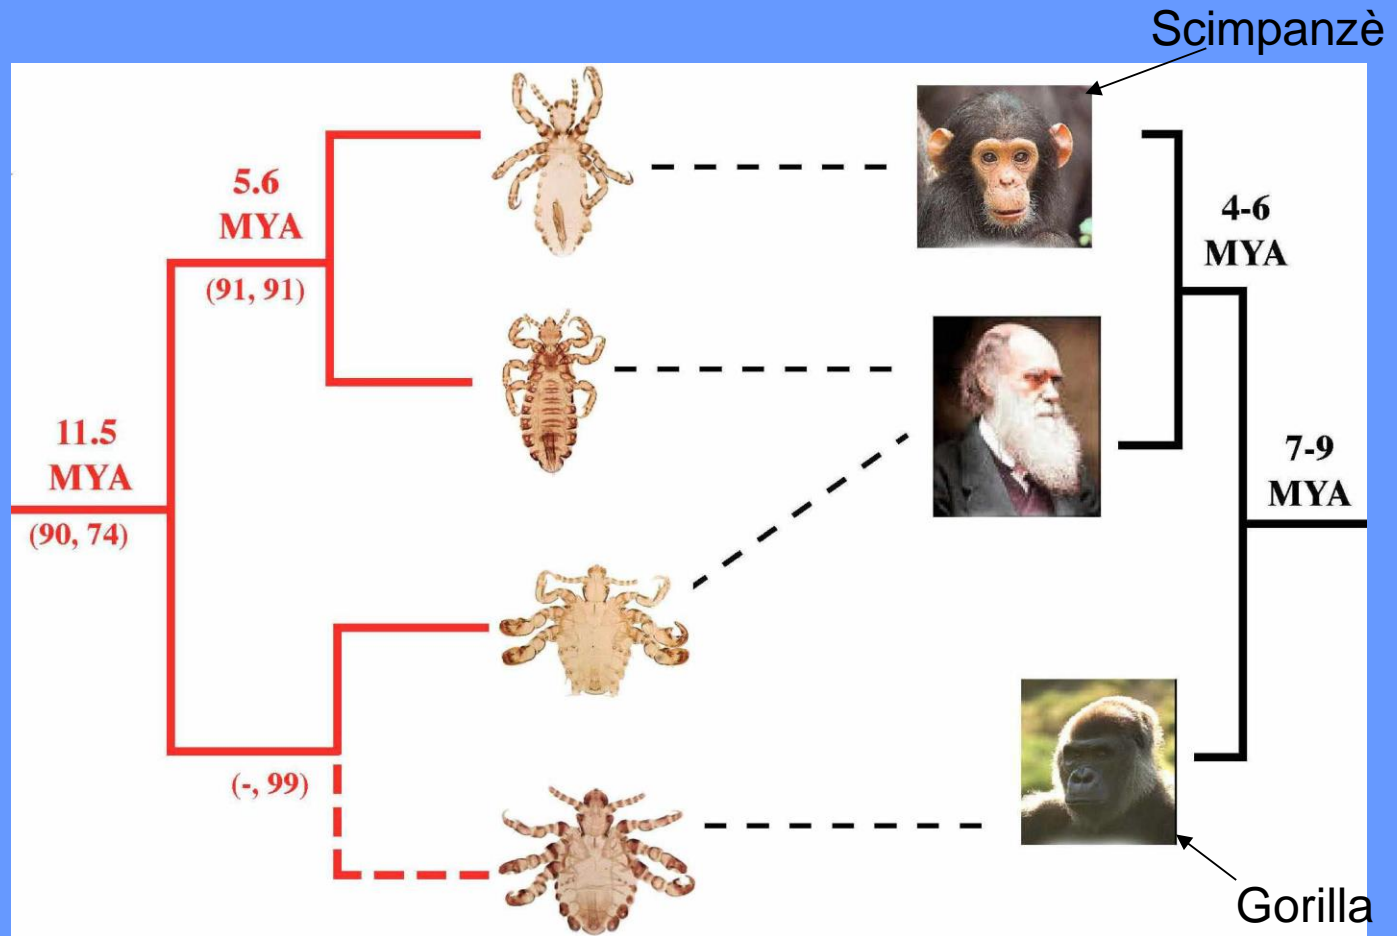 Scimpanzè
5.6
MYA
(91, 91)
4-6
MYA
11.5
MYA
(90, 74)
7-9
MYA
(-, 99)
Gorilla